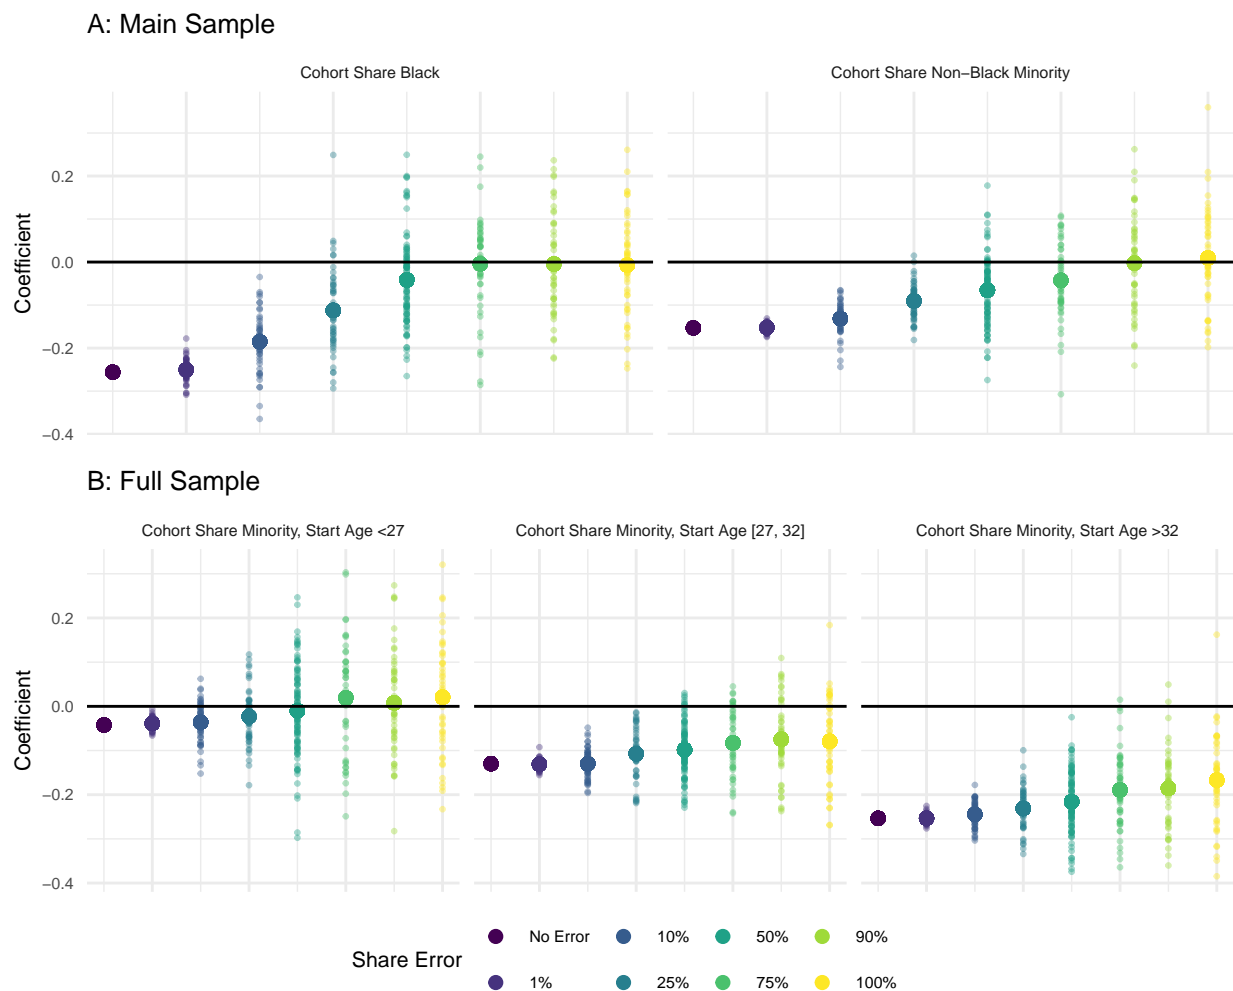 A: Main Sample
Cohort Share Black
Cohort Share Non−Black Minority
Coefficient
0.2
0.0
−0.2
−0.4
B: Full Sample
Cohort Share Minority, Start Age <27
Cohort Share Minority, Start Age [27, 32]
Cohort Share Minority, Start Age >32
Coefficient
0.2
0.0
−0.2
−0.4
Share Error
No Error
10%
50%
90%
1%
25%
75%
100%